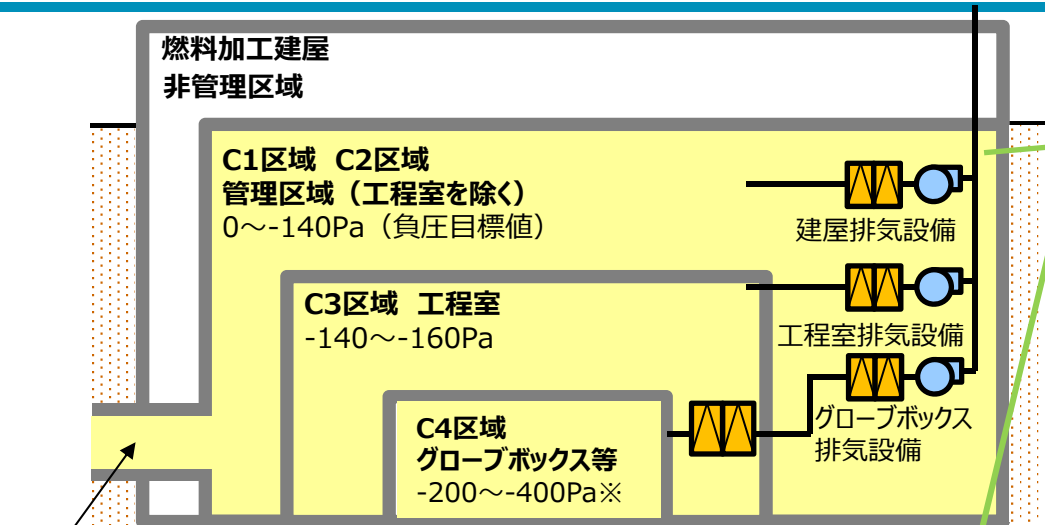 燃料加工建屋
非管理区域
C1区域 C2区域
管理区域（工程室を除く）
0～-140Pa（負圧目標値）
建屋排気設備
C3区域 工程室
-140～-160Pa
工程室排気設備
C4区域
グローブボックス等
-200～-400Pa※
グローブボックス
排気設備